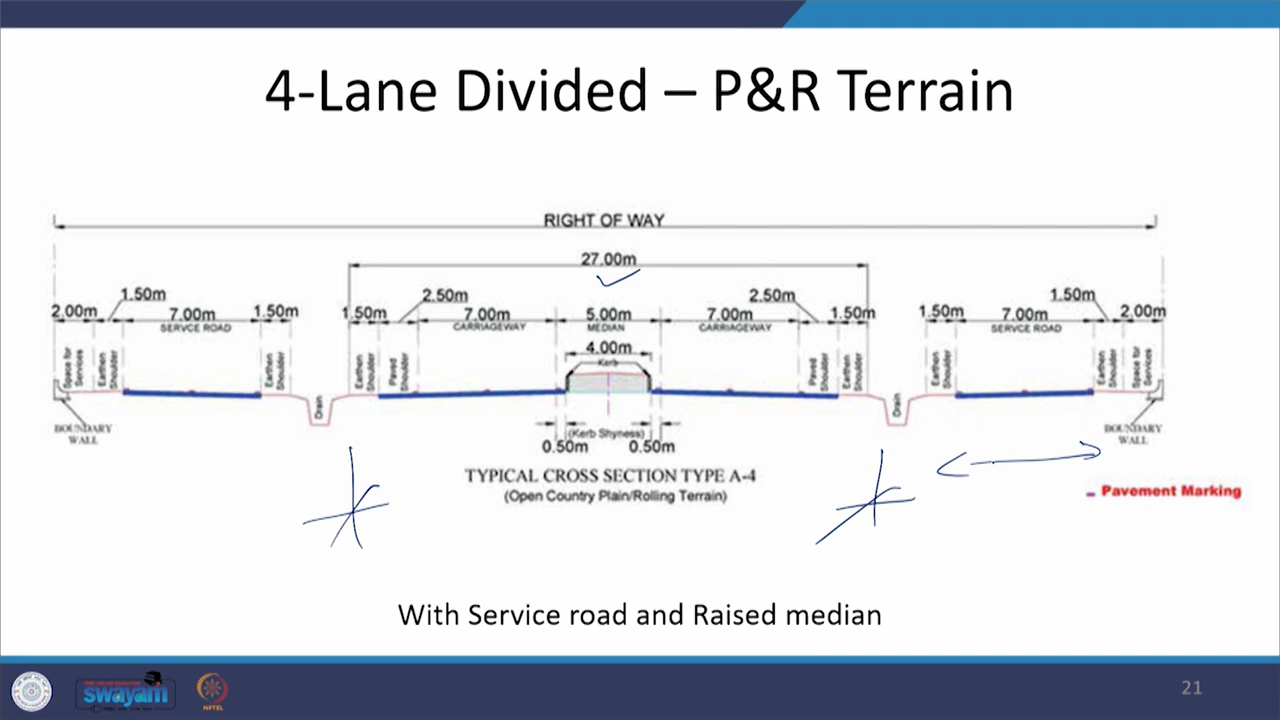 4-Lane Divided – P&R Terrain
RIGHT OF WAY
27.00m
1.50m 2.50m 2.50m 1.50m
2.00m 7.00m 1.50m 1.50m 7.00m 5.00m 7.00m 1.50m 1.50m 7.00m 2.00m
SERVCE ROAD CARRIAGEWAY MEDIAN CARRIAGEWAY SERVCE ROAD
4.00m
Kerb
Space for Services
Earthen Shoulder
Earthen Shoulder
Earthen Shoulder
Paved Shoulder
Paved Shoulder
Earthen Shoulder
Earthen Shoulder
Earthen Shoulder
Space for Services
Drain
Drain
BOUNDARY
WALL
(Kerb Shyness)
0.50m 0.50m
BOUNDARY
WALL
TYPICAL CROSS SECTION TYPE A-4
(Open Country Plain/Rolling Terrain)
Pavement Marking
With Service road and Raised median
swayam
NPTEL
21